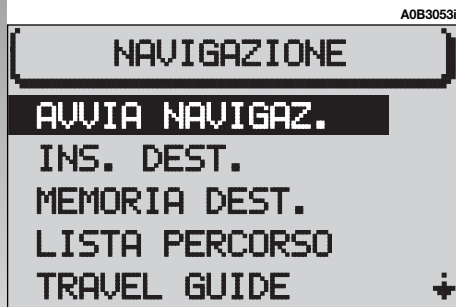 A0B3053i
NAVIGAZIONE
AVVIA NAVIGAZ.
INS. DEST.
MEMORIA DEST.
LISTA PERCORSO
TRAVEL GUIDE